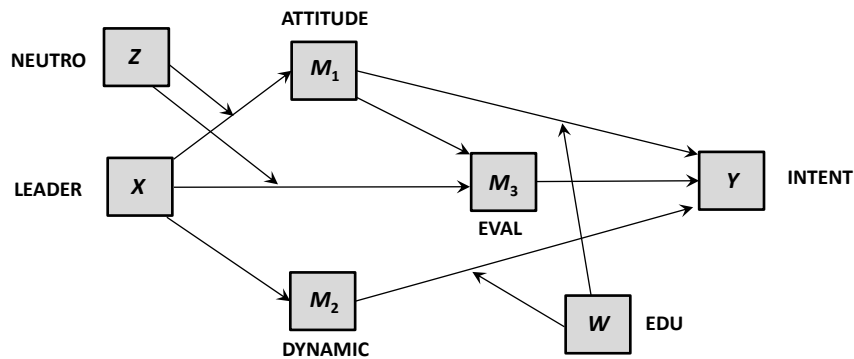 ATTITUDE
NEUTRO
Z
M1
LEADER
X
M3
Y
INTENT
EVAL
M2
W
EDU
DYNAMIC